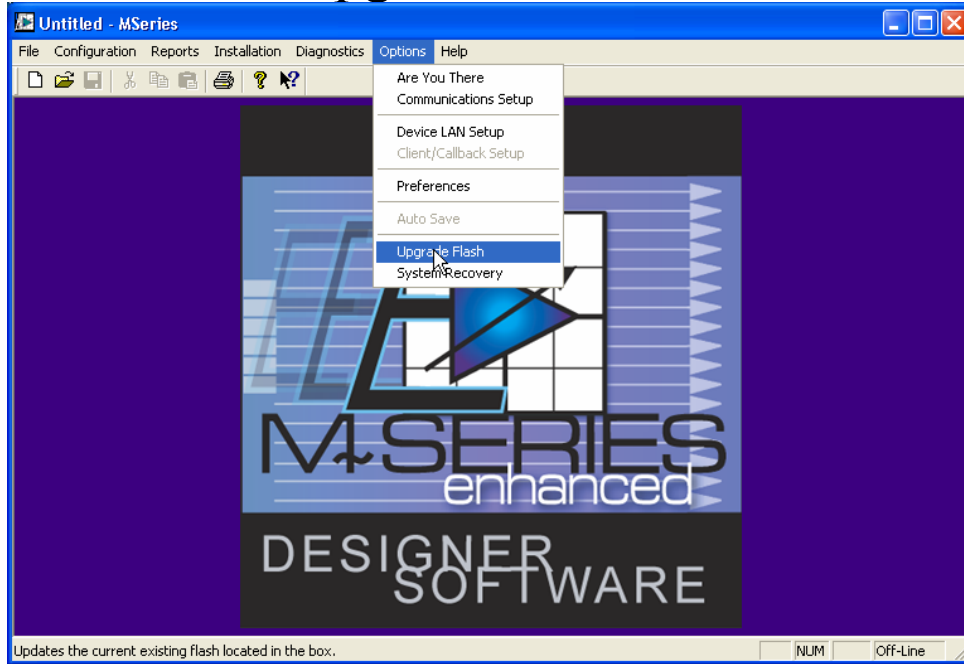 Untitled - MSeries
File Configuration Reports Installation Diagnostics Options Help
Are You There
Communications Setup
Device LAN Setup
Client/Callback Setup
Preferences
Auto Save
Upgrade Flash
System Recovery
M~SERIES
enhanced
DESIGNER
SOFTWARE
Updates the current existing flash located in the box. NUM Off-Line